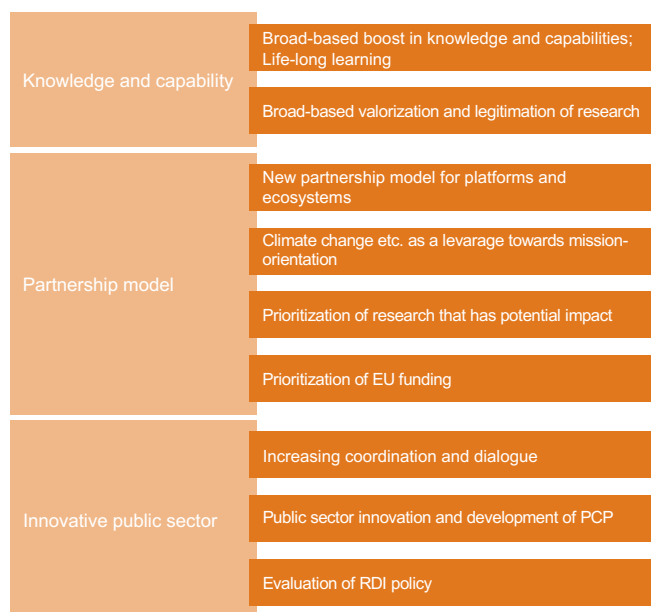 Knowledge and capability
Broad-based boost in knowledge and capabilities;
Life-long learning
Broad-based valorization and legitimation of research
Partnership model
New partnership model for platforms and
ecosystems
Climate change etc. as a levarage towards mission-
orientation
Prioritization of research that has potential impact
Prioritization of EU funding
Innovative public sector
Increasing coordination and dialogue
Public sector innovation and development of PCP
Evaluation of RDI policy